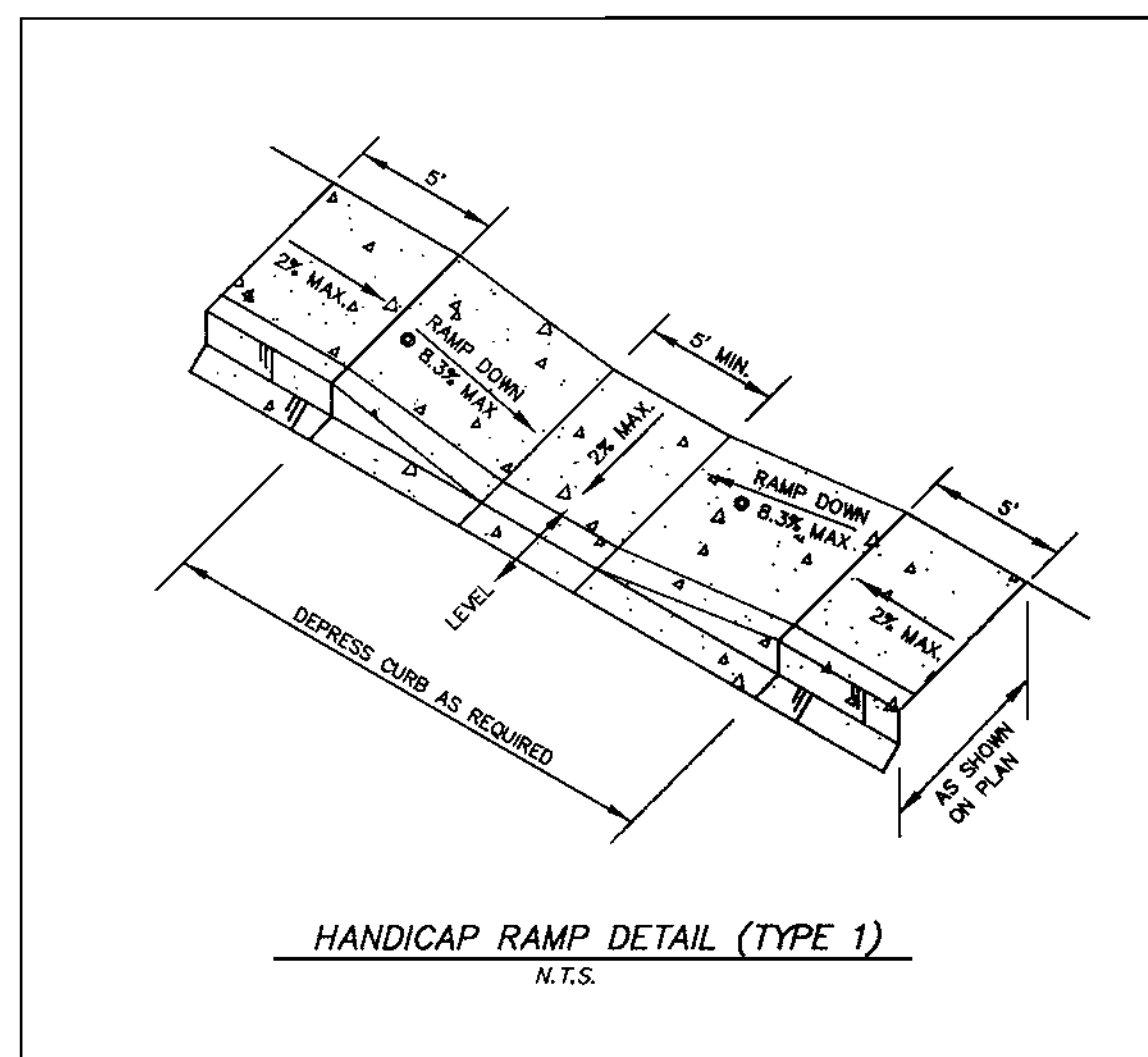 5'
2% MAX.
RAMP DOWN
@ 8.3% MAX
5' MIN.
2% MAX.
RAMP DOWN
@ 8.3% MAX.
5'
2% MAX.
LEVEL
DEPRESS CURB AS REQUIRED
AS SHOWN
ON PLAN
HANDICAP RAMP DETAIL (TYPE 1)
N.T.S.